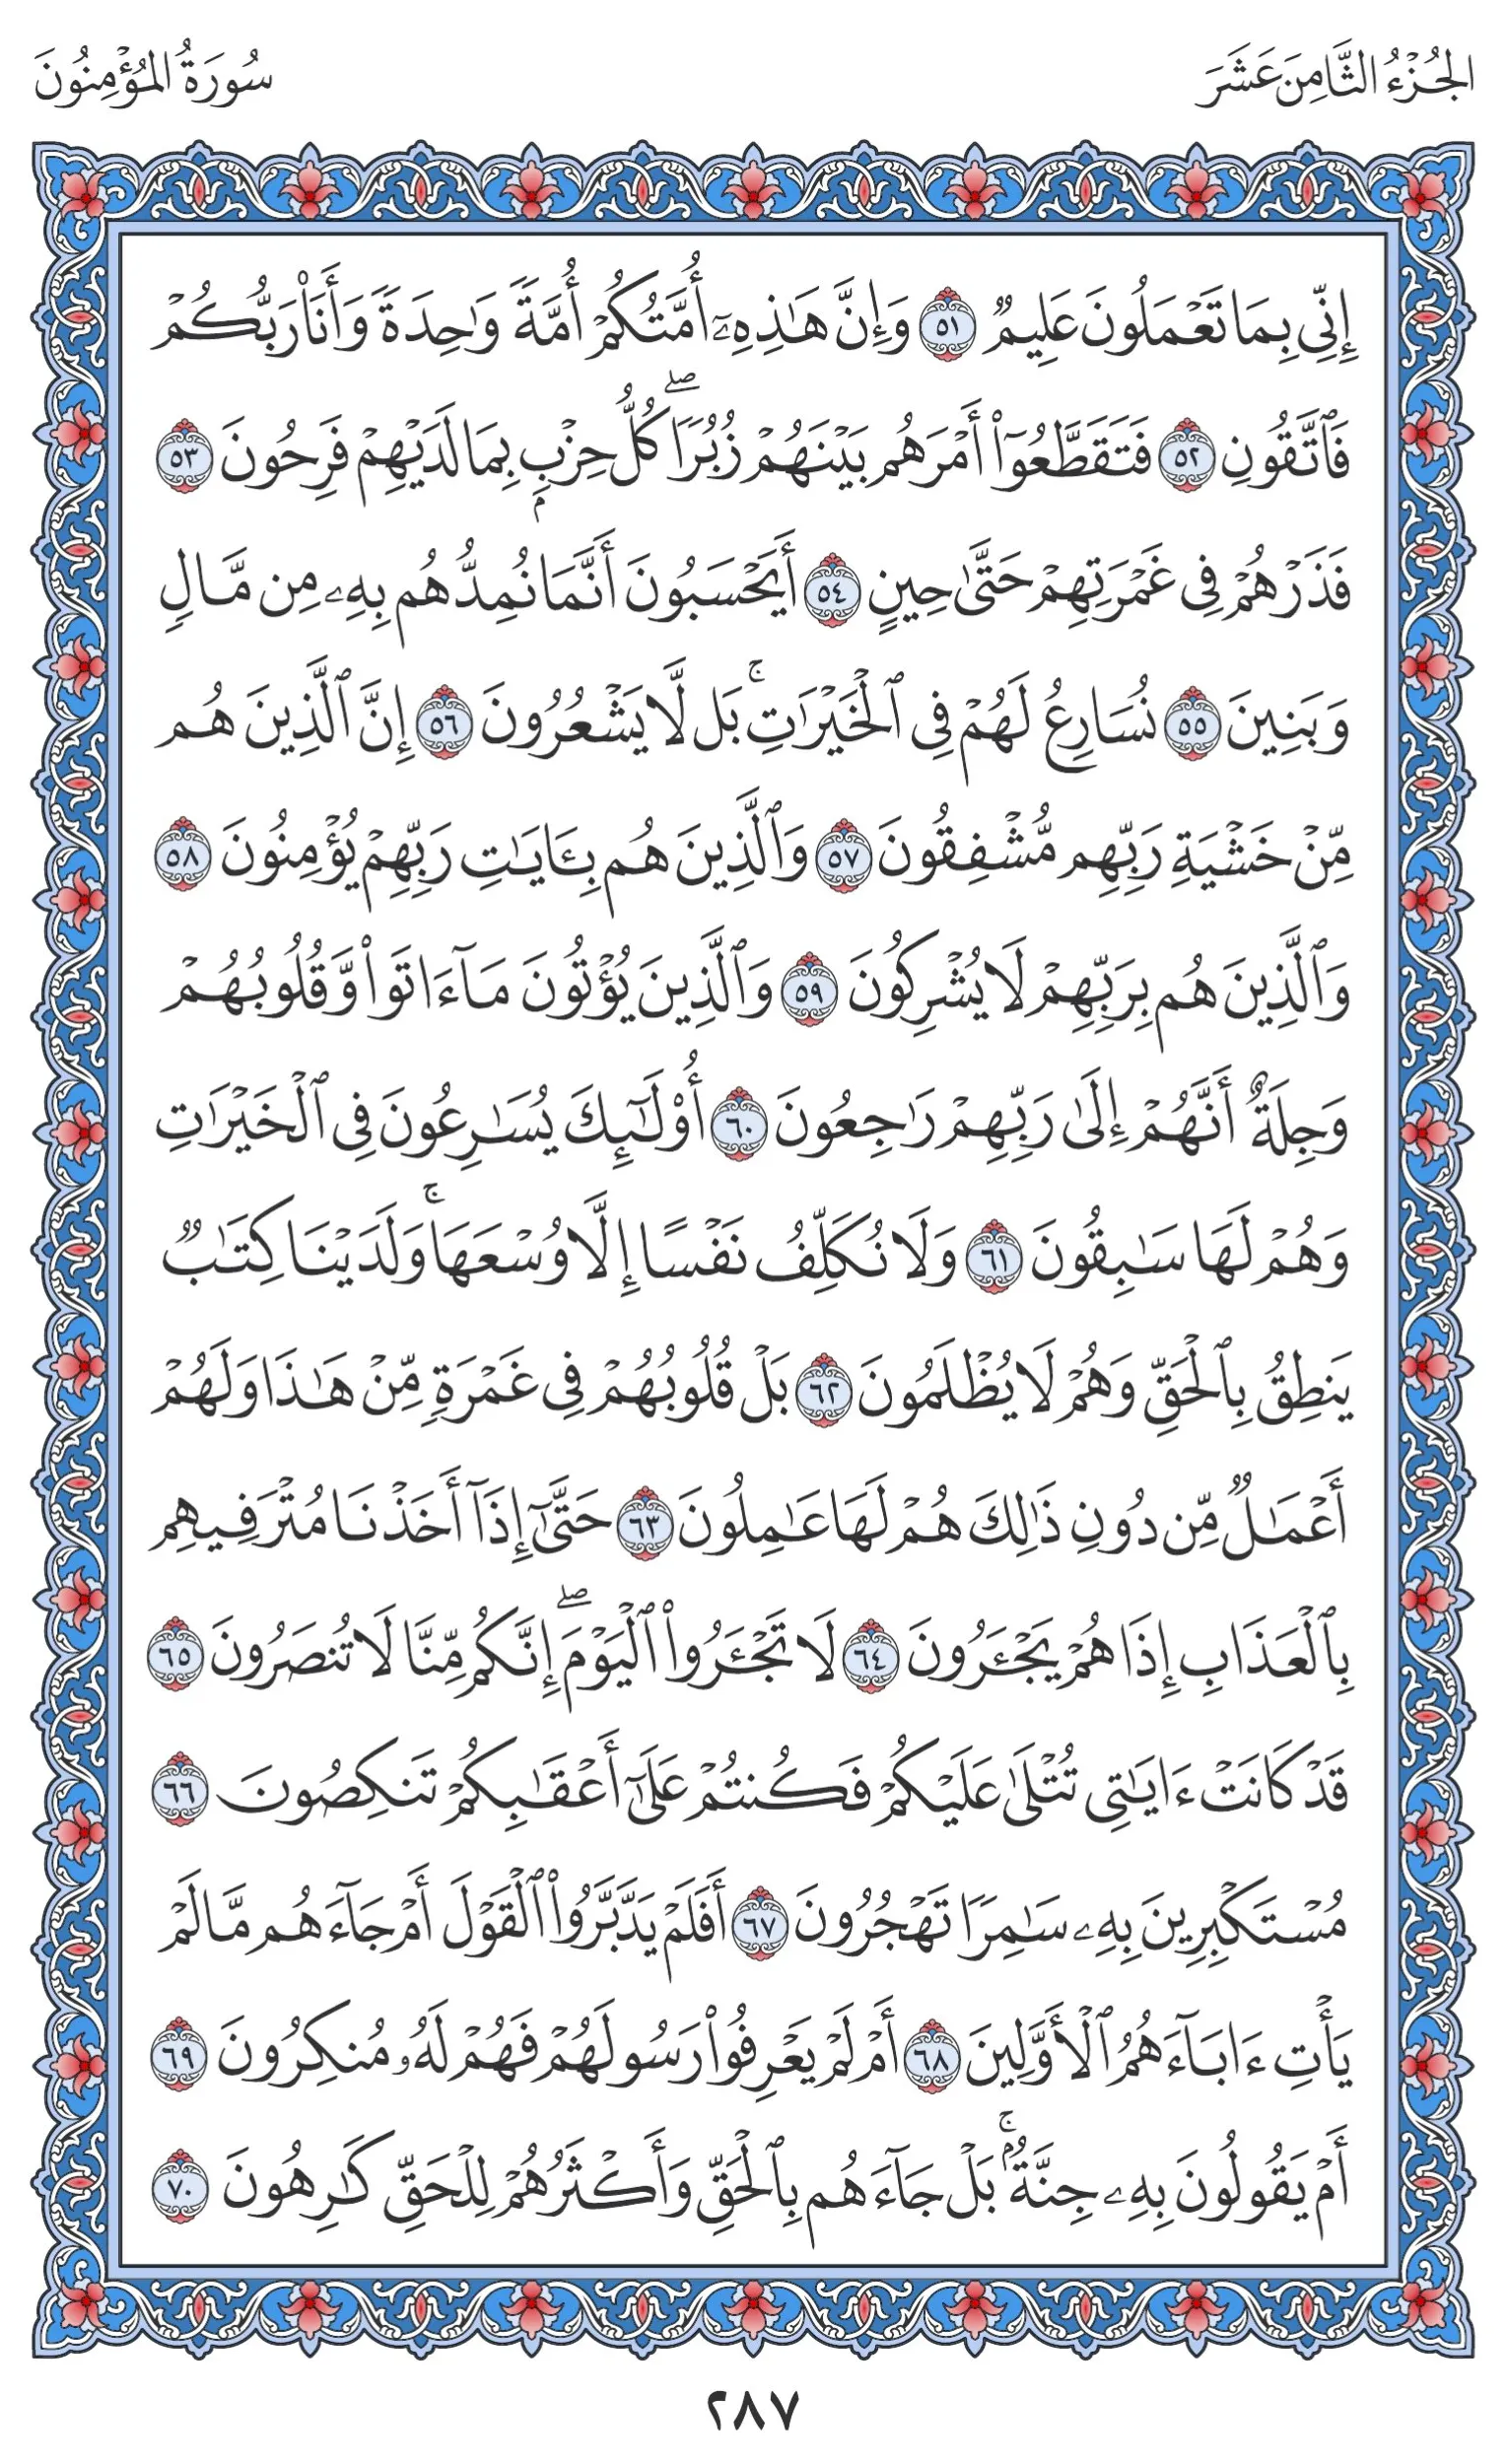 الجُزْءُ الثَّامِنَ عَشَرَ
سُورَةُ المُؤْمِنُونَ
إِنِّي بِمَا تَعْمَلُونَ عَلِيمٌ ٥١ وَإِنَّ هَٰذِهِۦٓ أُمَّتُكُمْ أُمَّةً وَٰحِدَةً وَأَنَا۠ رَبُّكُمْ
فَٱتَّقُونِ ٥٢ فَتَقَطَّعُوٓا۟ أَمْرَهُم بَيْنَهُمْ زُبُرًا ۖ كُلُّ حِزْبٍۭ بِمَا لَدَيْهِمْ فَرِحُونَ ٥٣
فَذَرْهُمْ فِي غَمْرَتِهِمْ حَتَّىٰ حِينٍ ٥٤ أَيَحْسَبُونَ أَنَّمَا نُمِدُّهُم بِهِۦ مِن مَّالٍ
وَبَنِينَ ٥٥ نُسَارِعُ لَهُمْ فِي ٱلْخَيْرَٰتِ ۚ بَل لَّا يَشْعُرُونَ ٥٦ إِنَّ ٱلَّذِينَ هُم
مِّنْ خَشْيَةِ رَبِّهِم مُّشْفِقُونَ ٥٧ وَٱلَّذِينَ هُم بِـَٔايَٰتِ رَبِّهِمْ يُؤْمِنُونَ ٥٨
وَٱلَّذِينَ هُم بِرَبِّهِمْ لَا يُشْرِكُونَ ٥٩ وَٱلَّذِينَ يُؤْتُونَ مَآ ءَاتَوا۟ وَّقُلُوبُهُمْ
وَجِلَةٌ أَنَّهُمْ إِلَىٰ رَبِّهِمْ رَٰجِعُونَ ٦٠ أُو۟لَٰٓئِكَ يُسَٰرِعُونَ فِي ٱلْخَيْرَٰتِ
وَهُمْ لَهَا سَٰبِقُونَ ٦١ وَلَا نُكَلِّفُ نَفْسًا إِلَّا وُسْعَهَا ۚ وَلَدَيْنَا كِتَٰبٌ
يَنطِقُ بِٱلْحَقِّ وَهُمْ لَا يُظْلَمُونَ ٦٢ بَلْ قُلُوبُهُمْ فِي غَمْرَةٍ مِّنْ هَٰذَا وَلَهُمْ
أَعْمَٰلٌ مِّن دُونِ ذَٰلِكَ هُمْ لَهَا عَٰمِلُونَ ٦٣ حَتَّىٰٓ إِذَآ أَخَذْنَا مُتْرَفِيهِم
بِٱلْعَذَابِ إِذَا هُمْ يَجْـَٔرُونَ ٦٤ لَا تَجْـَٔرُوا۟ ٱلْيَوْمَ ۖ إِنَّكُم مِّنَّا لَا تُنصَرُونَ ٦٥
قَدْ كَانَتْ ءَايَٰتِي تُتْلَىٰ عَلَيْكُمْ فَكُنتُمْ عَلَىٰٓ أَعْقَٰبِكُمْ تَنكِصُونَ ٦٦
مُسْتَكْبِرِينَ بِهِۦ سَٰمِرًا تَهْجُرُونَ ٦٧ أَفَلَمْ يَدَّبَّرُوا۟ ٱلْقَوْلَ أَمْ جَآءَهُم مَّا لَمْ
يَأْتِ ءَابَآءَهُمُ ٱلْأَوَّلِينَ ٦٨ أَمْ لَمْ يَعْرِفُوا۟ رَسُولَهُمْ فَهُمْ لَهُۥ مُنكِرُونَ ٦٩
أَمْ يَقُولُونَ بِهِۦ جِنَّةٌۢ ۚ بَلْ جَآءَهُم بِٱلْحَقِّ وَأَكْثَرُهُمْ لِلْحَقِّ كَٰرِهُونَ ٧٠
٢٨٧